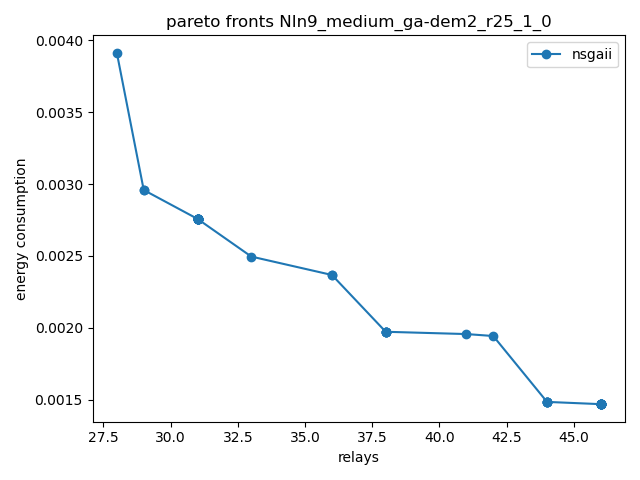 pareto fronts NIn9_medium_ga-dem2_r25_1_0
nsgaii
0.0040
0.0035
0.0030
0.0025
0.0020
0.0015
energy consumption
27.5 30.0 32.5 35.0 37.5 40.0 42.5 45.0
relays